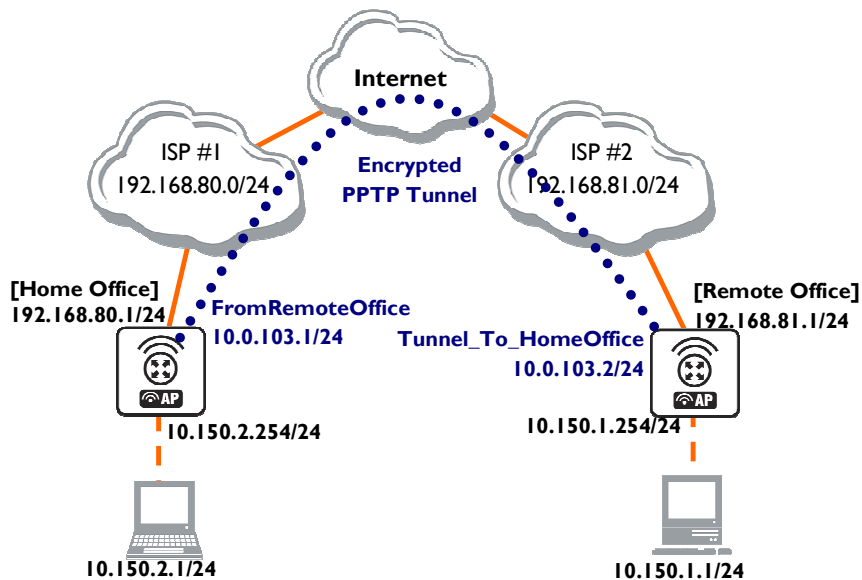 Internet
ISP #1
192.168.80.0/24
Encrypted
PPTP Tunnel
ISP #2
192.168.81.0/24
[Home Office]
192.168.80.1/24
FromRemoteOffice
10.0.103.1/24
Tunnel_To_HomeOffice
10.0.103.2/24
[Remote Office]
192.168.81.1/24
AP
AP
10.150.2.254/24
10.150.1.254/24
10.150.2.1/24
10.150.1.1/24